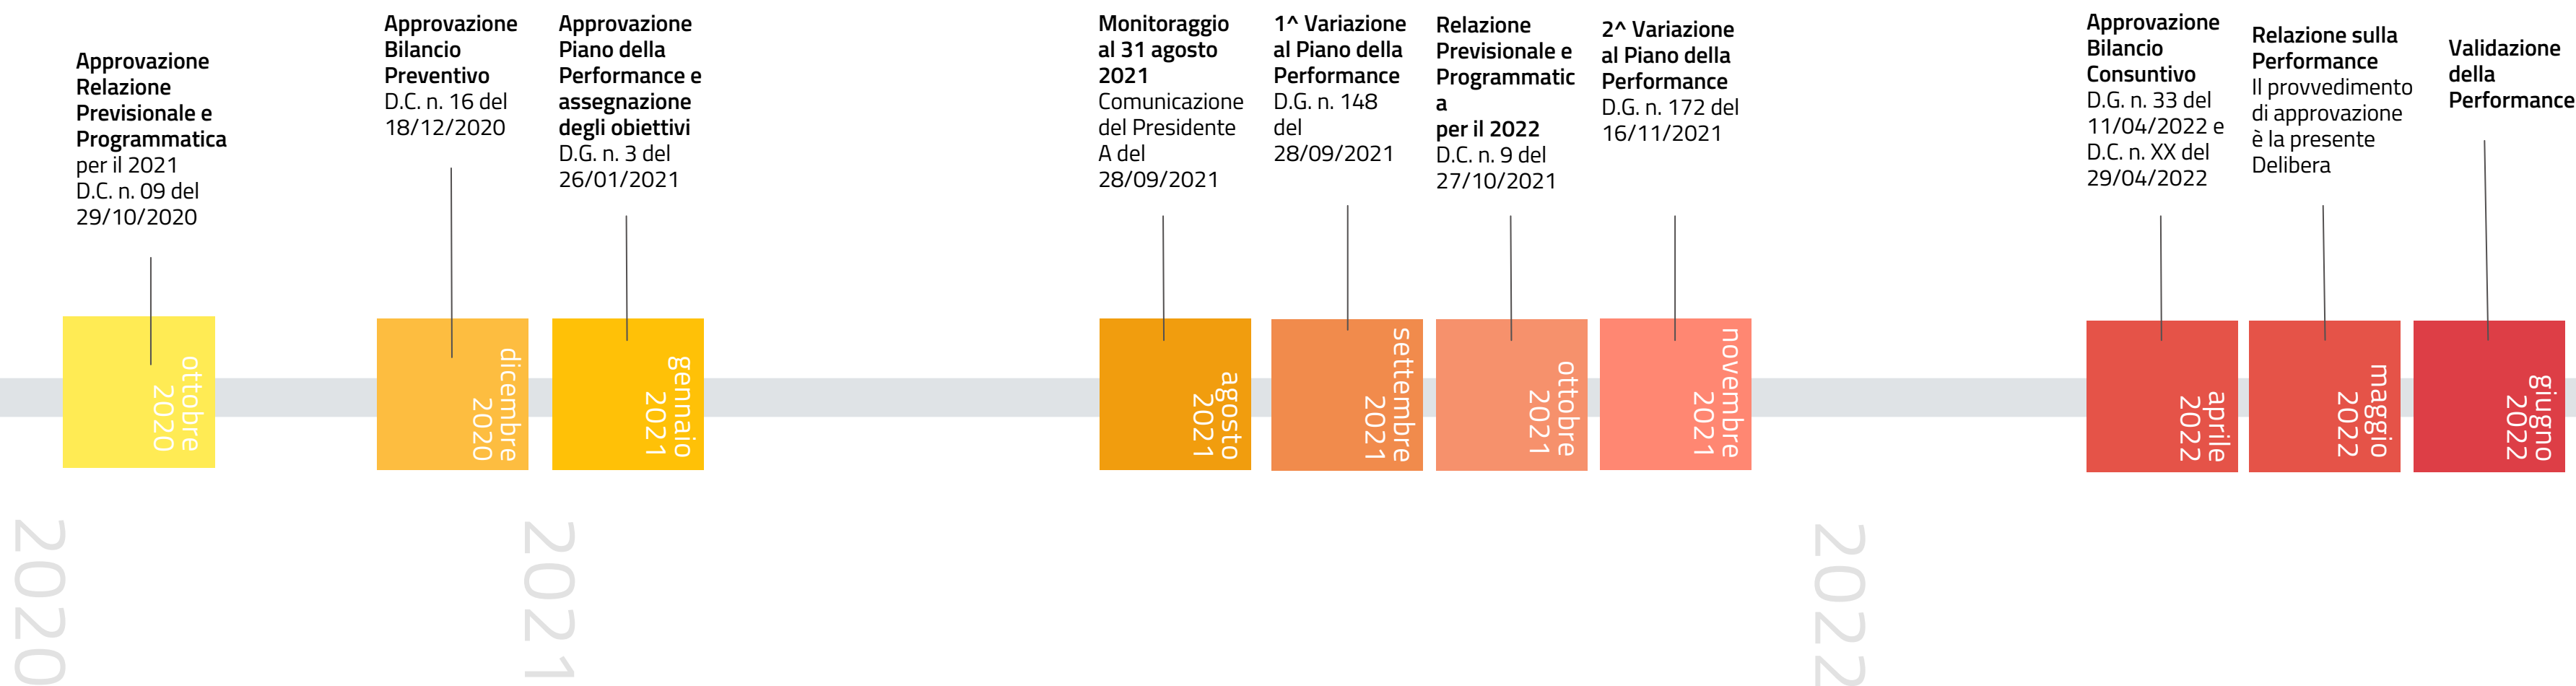 Approvazione
Relazione
Previsionale e
Programmatica
per il 2021
D.C. n. 09 del
29/10/2020
Approvazione
Bilancio
Preventivo
D.C. n. 16 del
18/12/2020
Approvazione
Piano della
Performance e
assegnazione
degli obiettivi
D.G. n. 3 del
26/01/2021
Monitoraggio
al 31 agosto
2021
Comunicazione
del Presidente
A del
28/09/2021
1^ Variazione
al Piano della
Performance
D.G. n. 148
del
28/09/2021
Relazione
Previsionale e
Programmatic
a
per il 2022
D.C. n. 9 del
27/10/2021
2^ Variazione
al Piano della
Performance
D.G. n. 172 del
16/11/2021
Approvazione
Bilancio
Consuntivo
D.G. n. 33 del
11/04/2022 e
D.C. n. XX del
29/04/2022
Relazione sulla
Performance
Il provvedimento
di approvazione
è la presente
Delibera
Validazione
della
Performance
ottobre
2020
dicembre
2020
gennaio
2021
agosto
2021
settembre
2021
ottobre
2021
novembre
2021
aprile
2022
maggio
2022
giugno
2022
2020
2021
2022